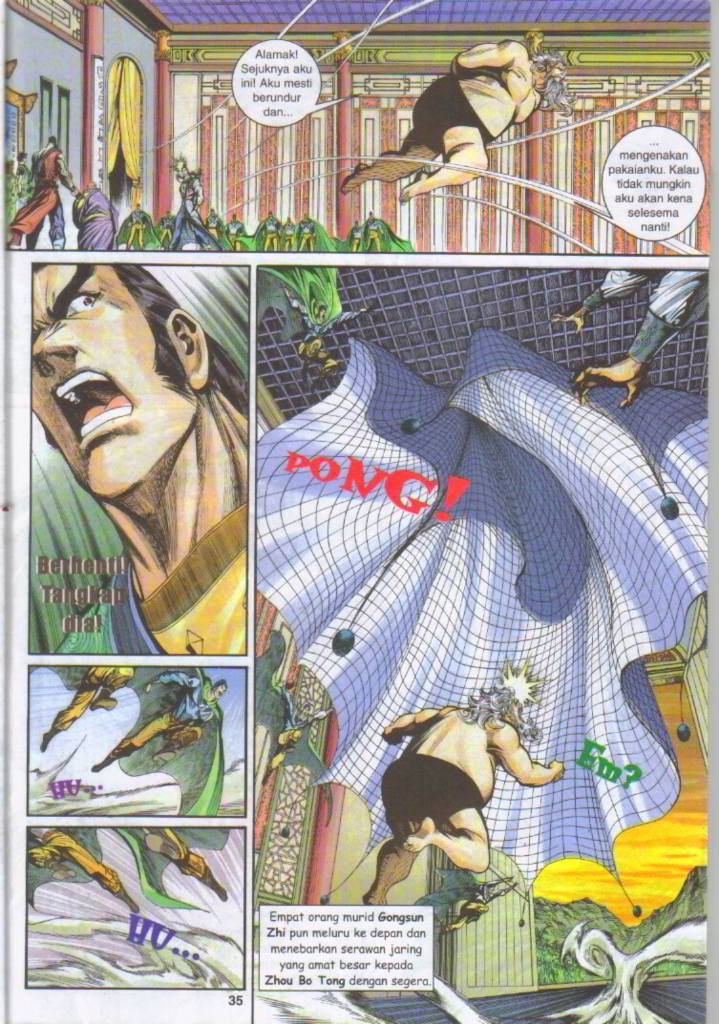 Alamak!
Sejuknya aku
ini! Aku mesti
berundur
dan...
...
mengenakan
pakaianku. Kalau
tidak mungkin
aku akan kena
selesema
nanti!
Berhenti!
Tangkap
dia!
HU...
HU...
PONG!
Em?
Empat orang murid Gongsun
Zhi pun meluru ke depan dan
menebarkan serawan jaring
yang amat besar kepada
Zhou Bo Tong dengan segera.
35